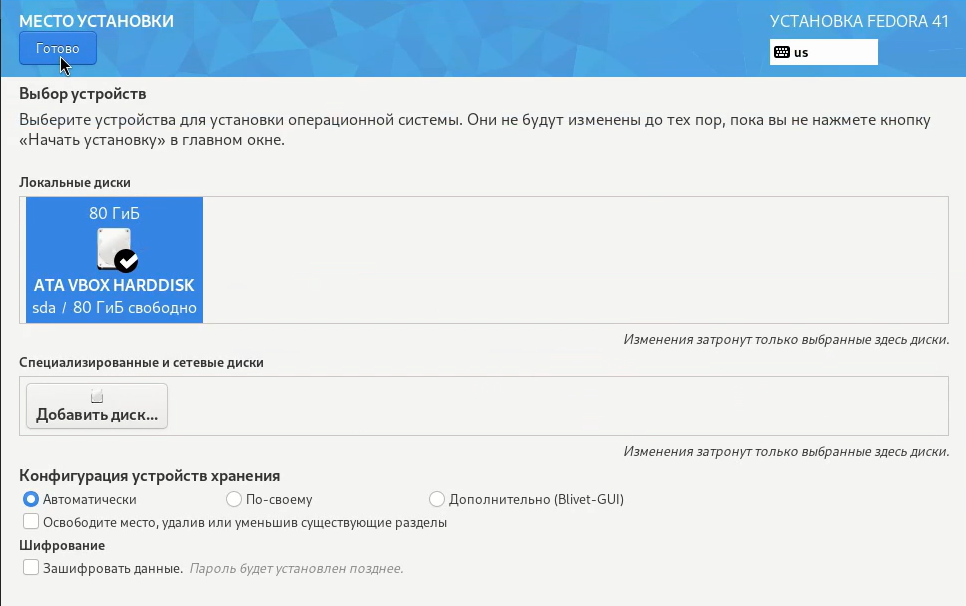 МЕСТО УСТАНОВКИ
УСТАНОВКА FEDORA 41
Готово
us
Выбор устройств
Выберите устройства для установки операционной системы. Они не будут изменены до тех пор, пока вы не нажмете кнопку
«Начать установку» в главном окне.
Локальные диски
80 ГиБ
ATA VBOX HARDDISK
sda / 80 ГиБ свободно
Изменения затронут только выбранные здесь диски.
Специализированные и сетевые диски
Добавить диск...
Изменения затронут только выбранные здесь диски.
Конфигурация устройств хранения
Автоматически
По-своему
Дополнительно (Blivet-GUI)
Освободите место, удалив или уменьшив существующие разделы
Шифрование
Зашифровать данные. Пароль будет установлен позднее.